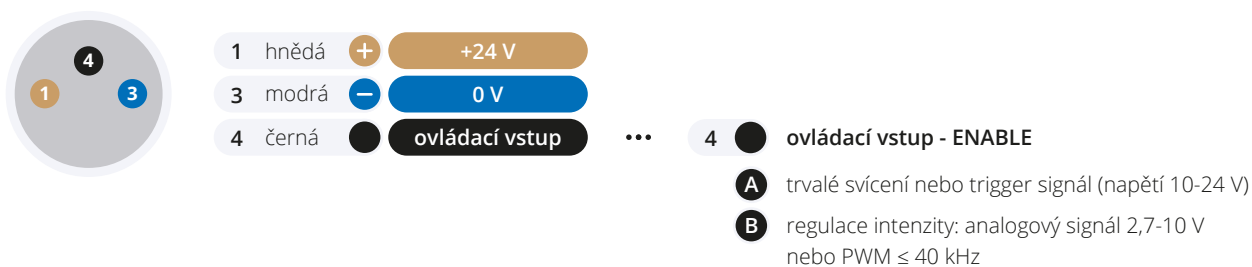 4
1
3
1 hnědá + +24 V
3 modrá − 0 V
4 černá ovládací vstup ••• 4 ovládací vstup - ENABLE
A trvalé svícení nebo trigger signál (napětí 10-24 V)
B regulace intenzity: analogový signál 2,7-10 V
nebo PWM ≤ 40 kHz